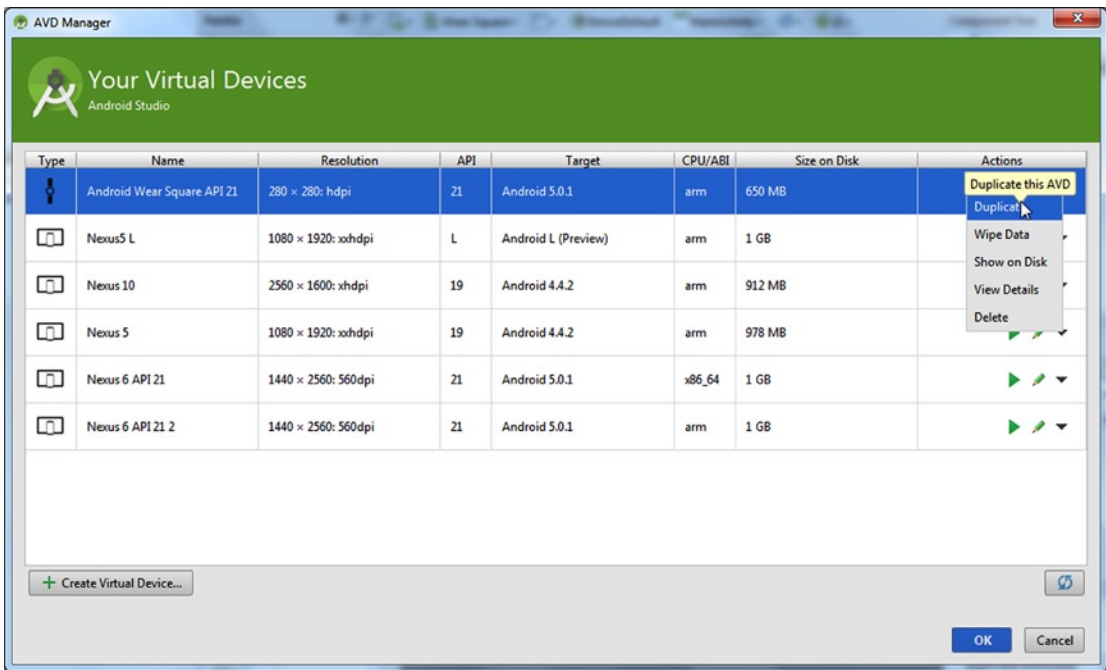 AVD Manager
Your Virtual Devices
Android Studio
Type Name Resolution API Target CPU/ABI Size on Disk Actions
Android Wear Square API 21 280 × 280: hdpi 21 Android 5.0.1 arm 650 MB
Duplicate this AVD
Duplicate
Nexus5 L 1080 × 1920: xxhdpi L Android L (Preview) arm 1 GB
Wipe Data
Show on Disk
Nexus 10 2560 × 1600: xhdpi 19 Android 4.4.2 arm 912 MB
View Details
Delete
Nexus 5 1080 × 1920: xxhdpi 19 Android 4.4.2 arm 978 MB
Nexus 6 API 21 1440 × 2560: 560dpi 21 Android 5.0.1 x86_64 1 GB
Nexus 6 API 21 2 1440 × 2560: 560dpi 21 Android 5.0.1 arm 1 GB
Create Virtual Device...
OK Cancel